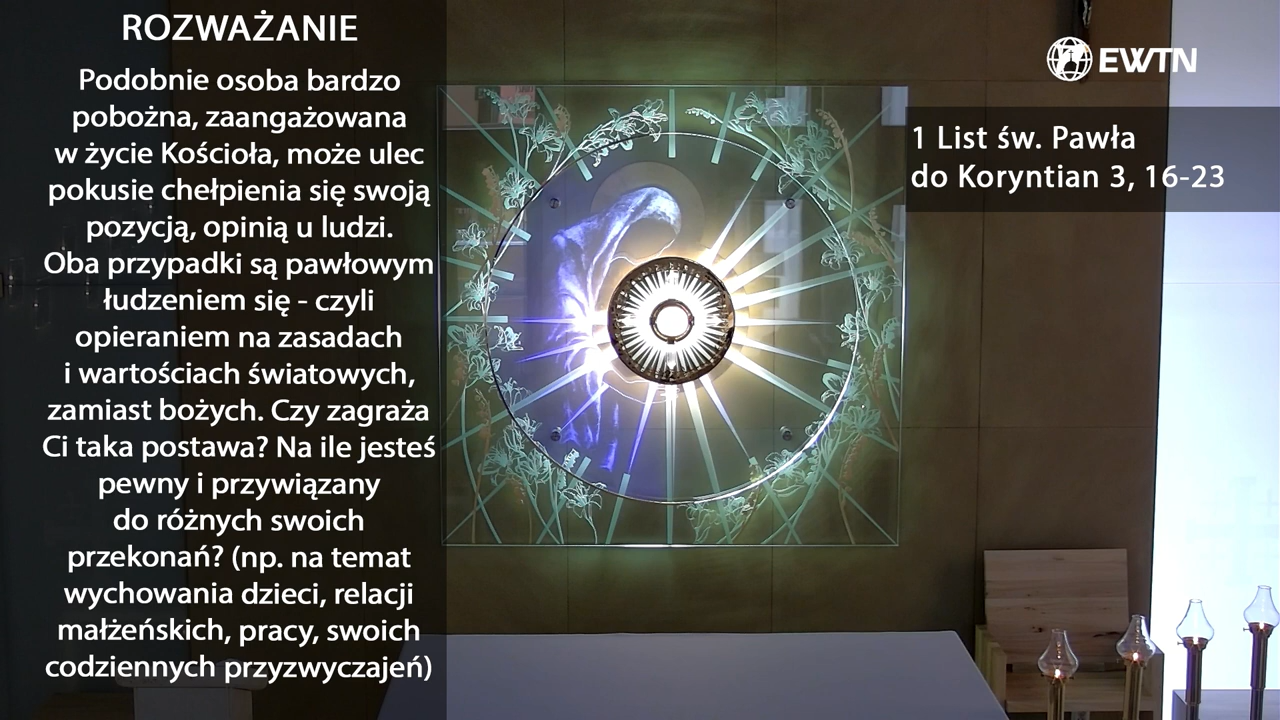 ROZWAŻANIE
Podobnie osoba bardzo
pobożna, zaangażowana
w życie Kościoła, może ulec
pokusie chełpienia się swoją
pozycją, opinią u ludzi.
Oba przypadki są pawłowym
łudzeniem się - czyli
opieraniem na zasadach
i wartościach światowych,
zamiast bożych. Czy zagraża
Ci taka postawa? Na ile jesteś
pewny i przywiązany
do różnych swoich
przekonań? (np. na temat
wychowania dzieci, relacji
małżeńskich, pracy, swoich
codziennych przyzwyczajeń)
EWTN
1 List św. Pawła
do Koryntian 3, 16-23